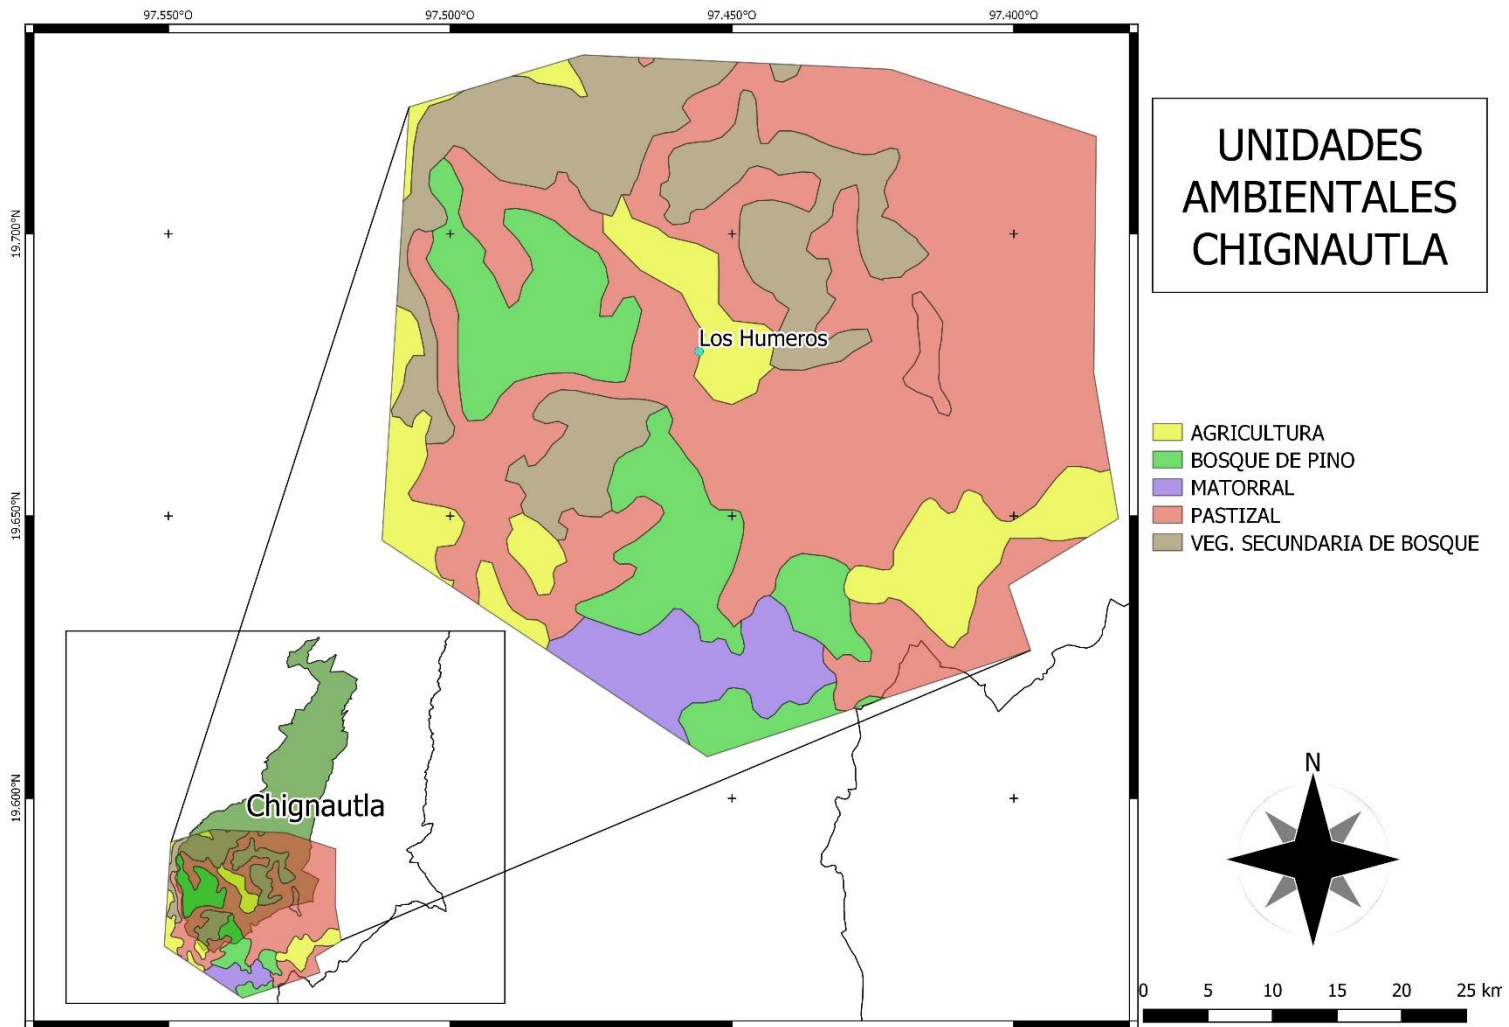 97.550°O
97.500°O
97.450°O
97.400°O
19.700°N
19.650°N
19.600°N
UNIDADES
AMBIENTALES
CHIGNAUTLA
Los Humeros
AGRICULTURA
BOSQUE DE PINO
MATORRAL
PASTIZAL
VEG. SECUNDARIA DE BOSQUE
Chignautla
N
0 5 10 15 20 25 km